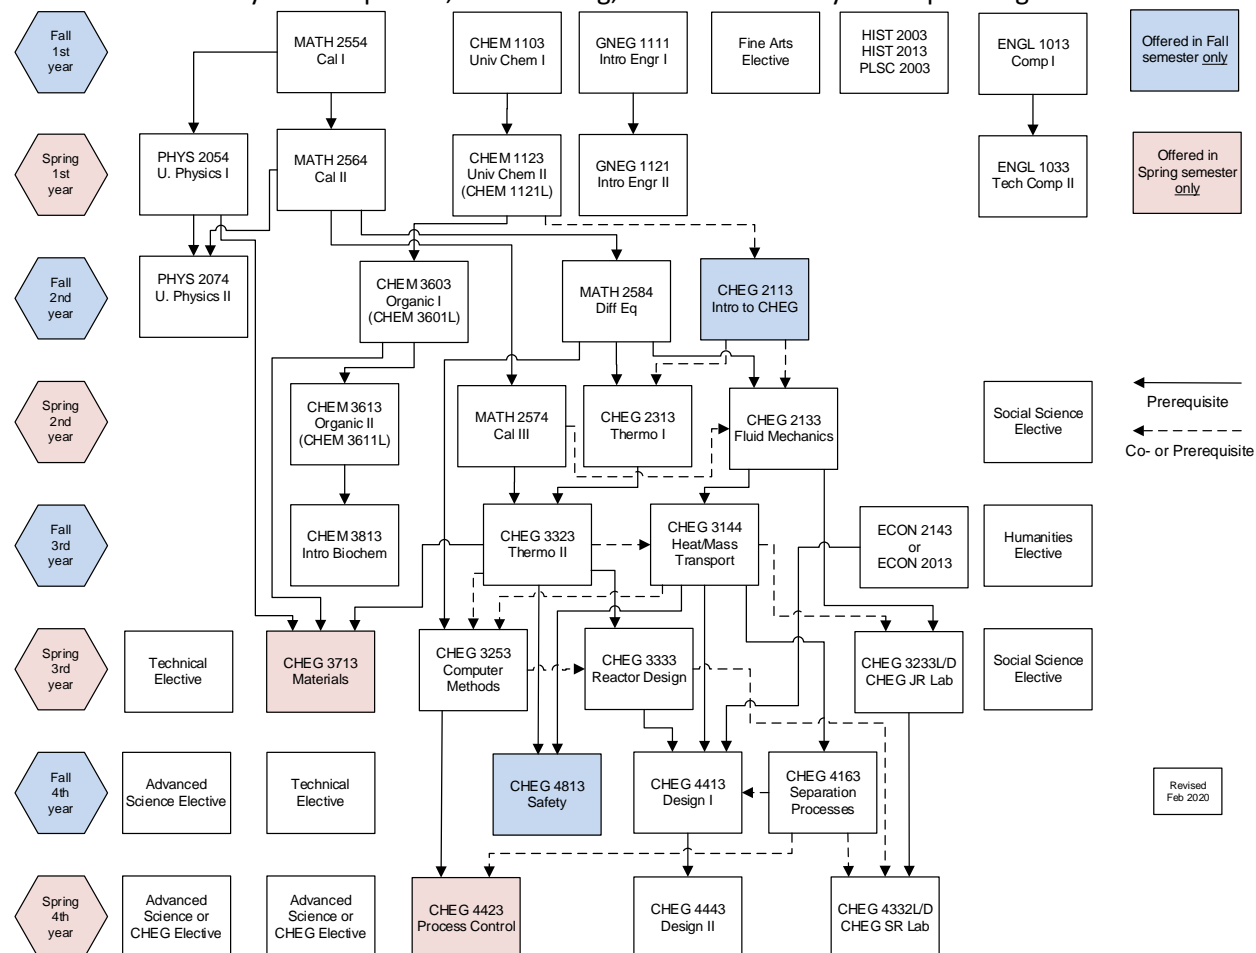 Fall
1st
year
MATH 2554
Cal I
CHEM 1103
Univ Chem I
GNEG 1111
Intro Engr I
Fine Arts
Elective
HIST 2003
HIST 2013
PLSC 2003
ENGL 1013
Comp I
Offered in Fall
semester only
Spring
1st
year
PHYS 2054
U. Physics I
MATH 2564
Cal II
CHEM 1123
Univ Chem II
(CHEM 1121L)
GNEG 1121
Intro Engr II
ENGL 1033
Tech Comp II
Offered in
Spring semester
only
Fall
2nd
year
PHYS 2074
U. Physics II
CHEM 3603
Organic I
(CHEM 3601L)
MATH 2584
Diff Eq
CHEG 2113
Intro to CHEG
Spring
2nd
year
CHEM 3613
Organic II
(CHEM 3611L)
MATH 2574
Cal III
CHEG 2313
Thermo I
CHEG 2133
Fluid Mechanics
Social Science
Elective
Prerequisite
Co- or Prerequisite
Fall
3rd
year
CHEM 3813
Intro Biochem
CHEG 3323
Thermo II
CHEG 3144
Heat/Mass
Transport
ECON 2143
or
ECON 2013
Humanities
Elective
Spring
3rd
year
Technical
Elective
CHEG 3713
Materials
CHEG 3253
Computer
Methods
CHEG 3333
Reactor Design
CHEG 3233L/D
CHEG JR Lab
Social Science
Elective
Fall
4th
year
Advanced
Science Elective
Technical
Elective
CHEG 4813
Safety
CHEG 4413
Design I
CHEG 4163
Separation
Processes
Revised
Feb 2020
Spring
4th
year
Advanced
Science or
CHEG Elective
Advanced
Science or
CHEG Elective
CHEG 4423
Process Control
CHEG 4443
Design II
CHEG 4332L/D
CHEG SR Lab